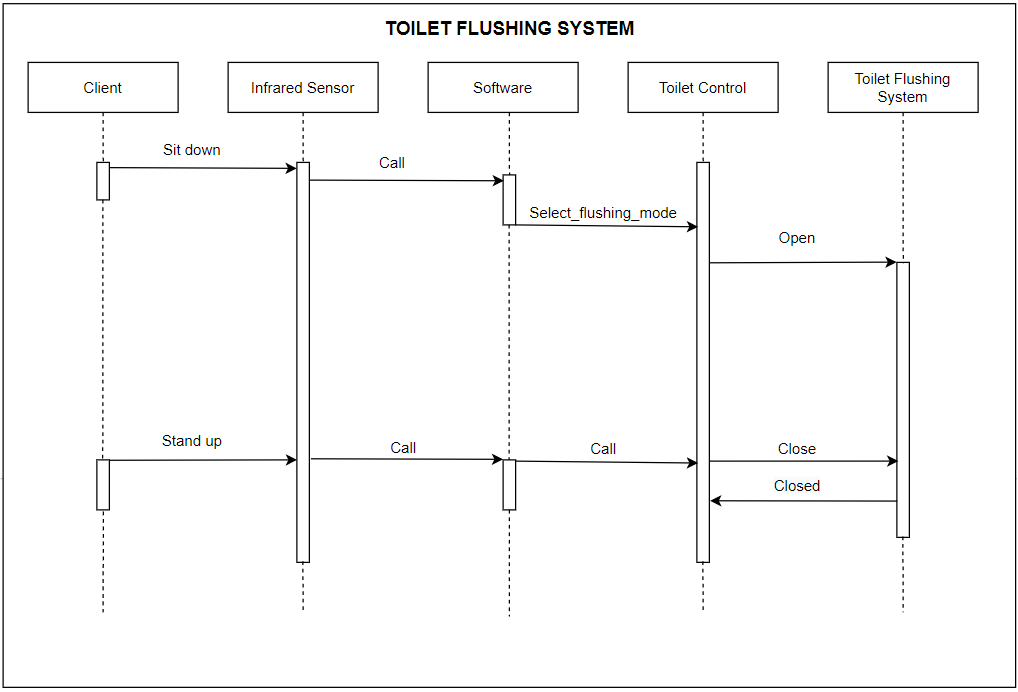 TOILET FLUSHING SYSTEM
Client
Infrared Sensor
Software
Toilet Control
Toilet Flushing
System
Sit down
Call
Select_flushing_mode
Open
Stand up
Call
Call
Close
Closed